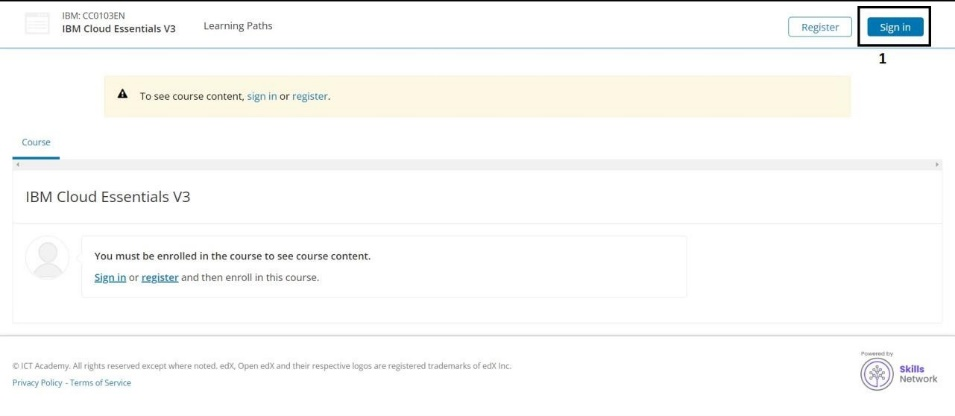 IBM: CC0103EN
IBM Cloud Essentials V3
Learning Paths
Register
Sign in
1
To see course content, sign in or register.
Course
IBM Cloud Essentials V3
You must be enrolled in the course to see course content.
Sign in or register and then enroll in this course.
© ICT Academy. All rights reserved except where noted. edX, Open edX and their respective logos are registered trademarks of edX Inc.
Privacy Policy - Terms of Service
Powered by
Skills
Network